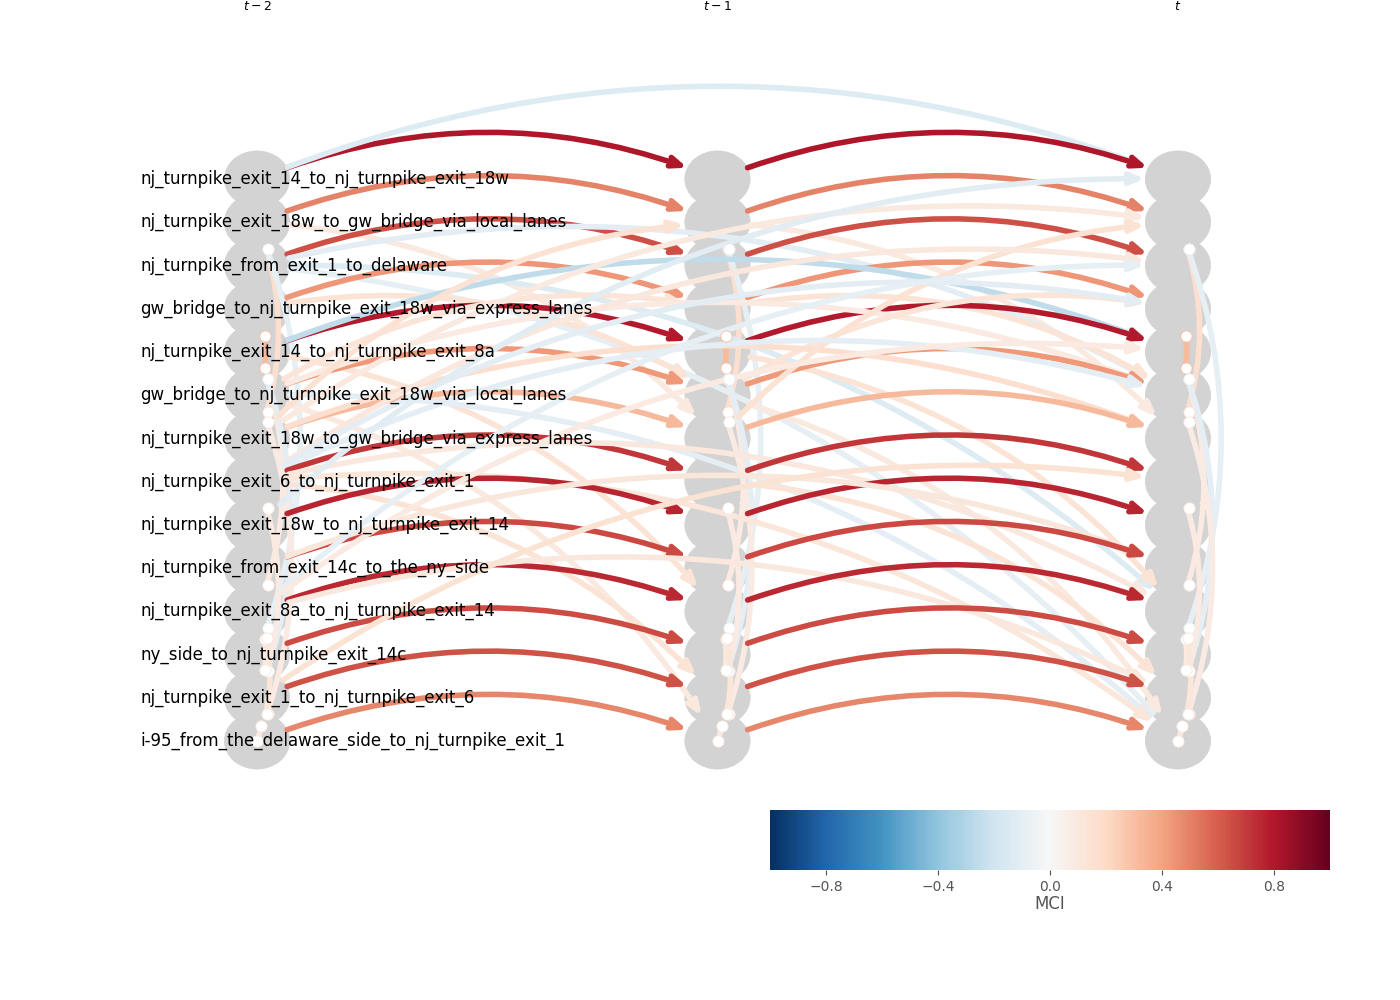 t − 2 t − 1 t
nj_turnpike_exit_14_to_nj_turnpike_exit_18w
nj_turnpike_exit_18w_to_gw_bridge_via_local_lanes
nj_turnpike_from_exit_1_to_delaware
gw_bridge_to_nj_turnpike_exit_18w_via_express_lanes
nj_turnpike_exit_14_to_nj_turnpike_exit_8a
gw_bridge_to_nj_turnpike_exit_18w_via_local_lanes
nj_turnpike_exit_18w_to_gw_bridge_via_express_lanes
nj_turnpike_exit_6_to_nj_turnpike_exit_1
nj_turnpike_exit_18w_to_nj_turnpike_exit_14
nj_turnpike_from_exit_14c_to_the_ny_side
nj_turnpike_exit_8a_to_nj_turnpike_exit_14
ny_side_to_nj_turnpike_exit_14c
nj_turnpike_exit_1_to_nj_turnpike_exit_6
i-95_from_the_delaware_side_to_nj_turnpike_exit_1
−0.8 −0.4 0.0 0.4 0.8
MCI